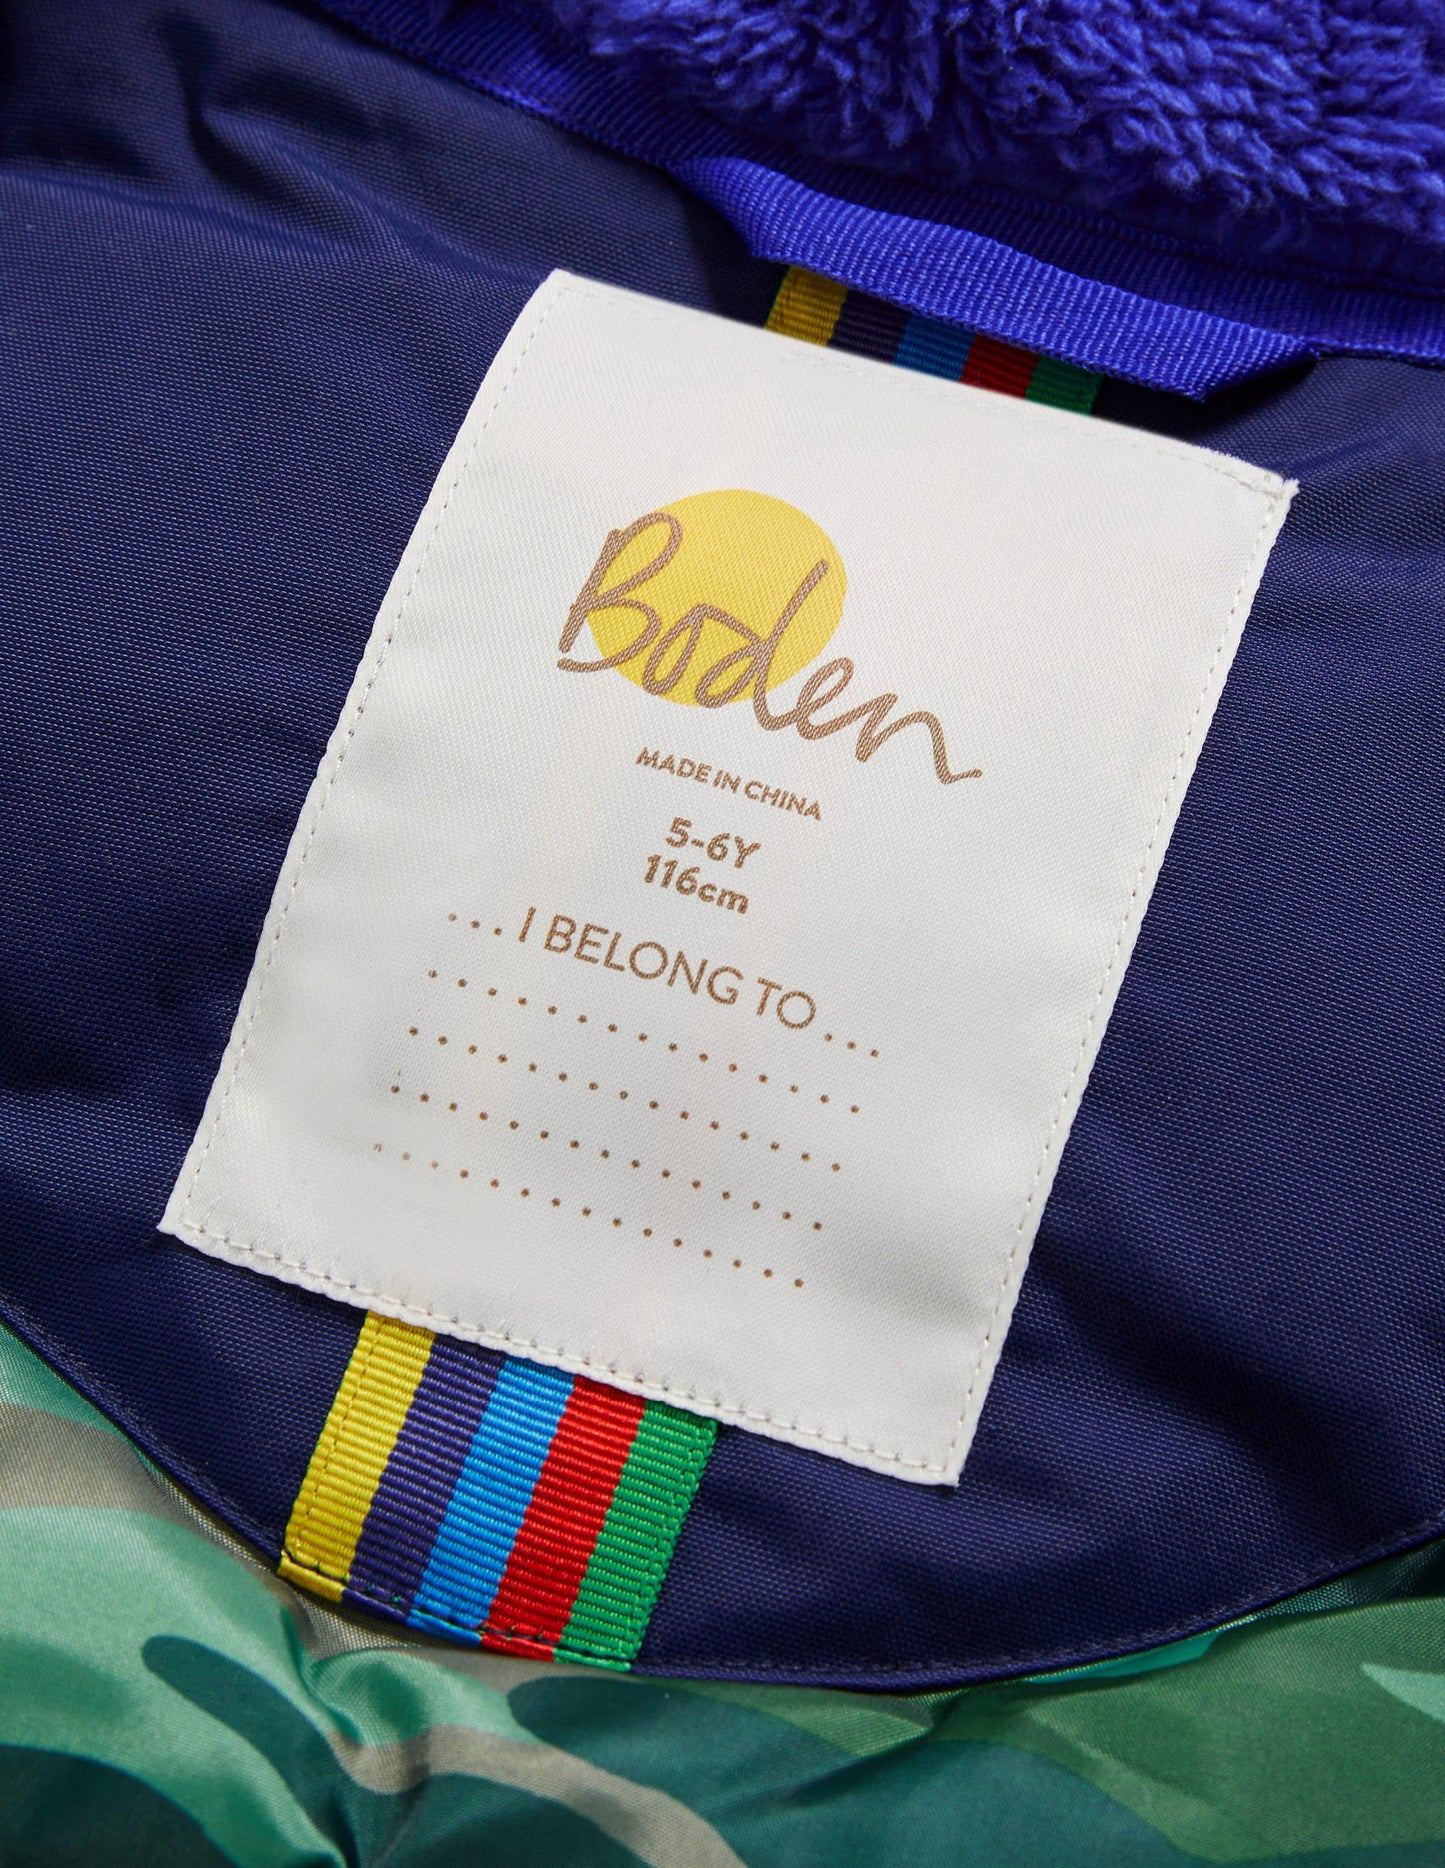 Boden
MADE IN CHINA
5-6Y
116cm
...I BELONG TO...